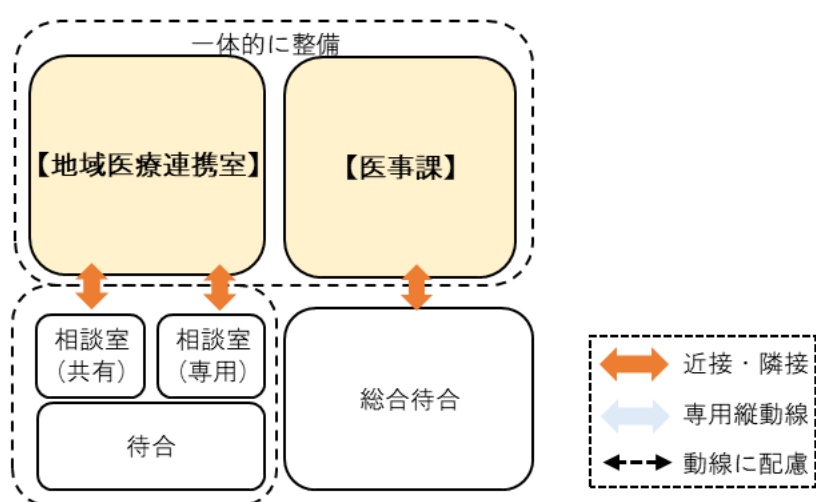 一体的に整備
【地域医療連携室】
【医事課】
相談室
(共有)
相談室
(専用)
待合
総合待合
近接・隣接
専用縦動線
動線に配慮